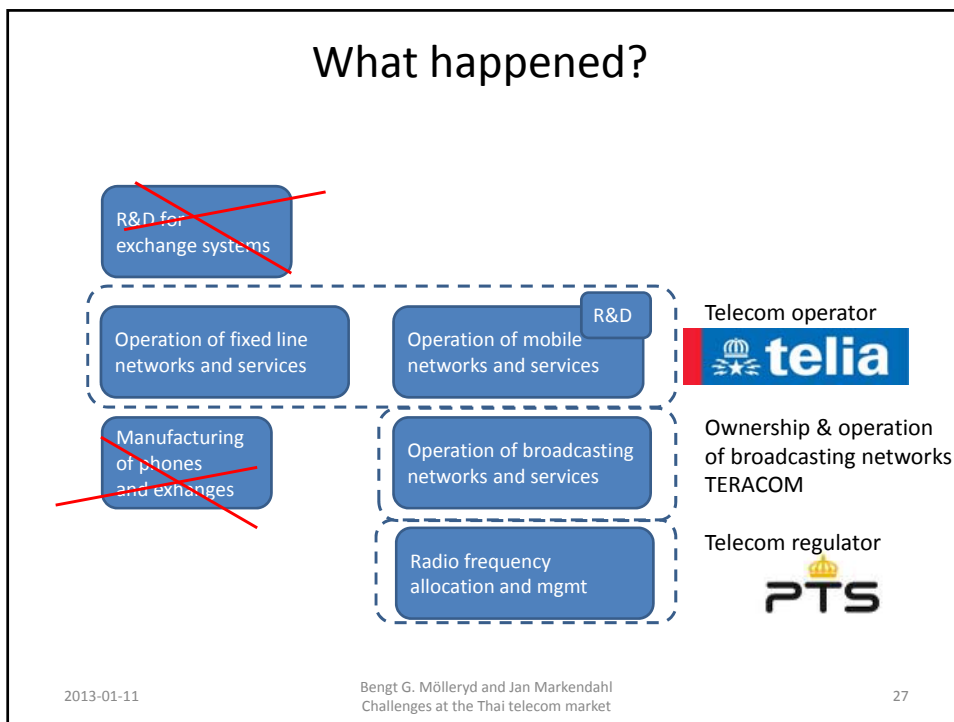 What happened?
R&D for
exchange systems
R&D
Operation of fixed line
networks and services
Operation of mobile
networks and services
Telecom operator
telia
Manufacturing
of phones
and exhanges
Operation of broadcasting
networks and services
Ownership & operation
of broadcasting networks
TERACOM
Radio frequency
allocation and mgmt
Telecom regulator
PTS
2013-01-11
Bengt G. Mölleryd and Jan Markendahl
Challenges at the Thai telecom market
27